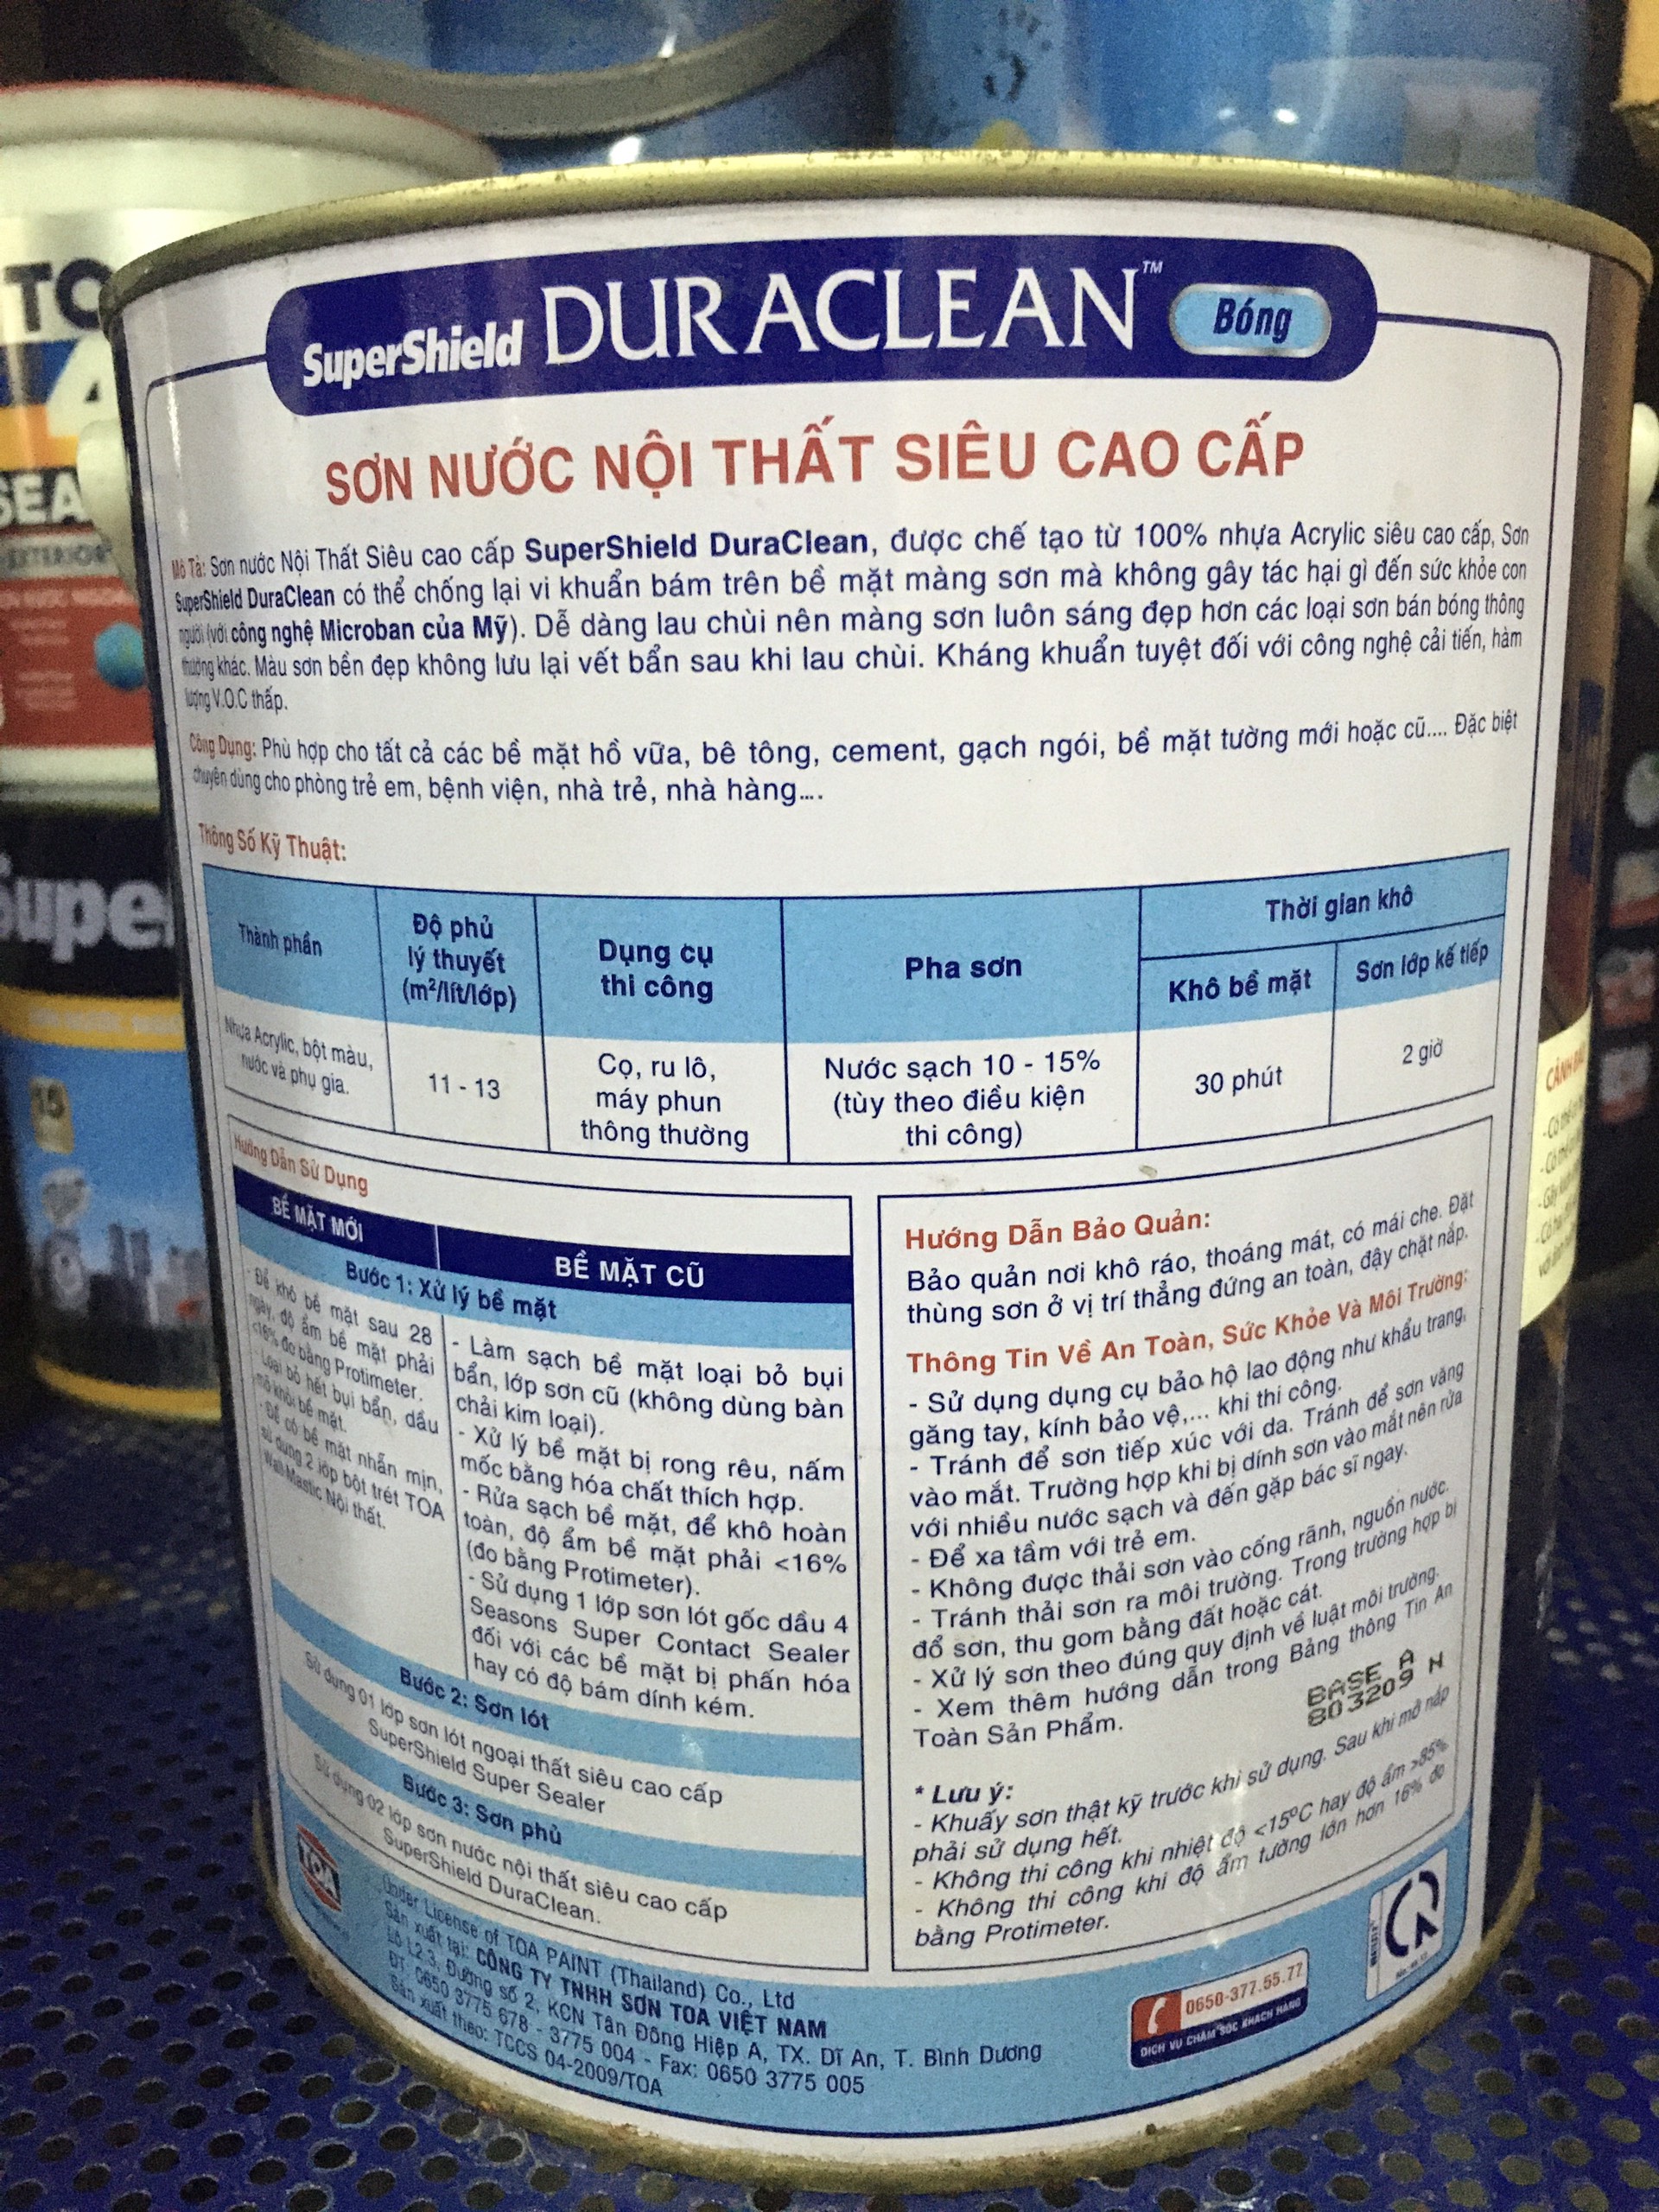 TO
4
SEA
EXTERIOR
Supe
15
SuperShield DURACLEAN™ Bóng
SƠN NƯỚC NỘI THẤT SIÊU CAO CẤP
Mô Tả: Sơn nước Nội Thất Siêu cao cấp SuperShield DuraClean, được chế tạo từ 100% nhựa Acrylic siêu cao cấp, Sơn
SuperShield DuraClean có thể chống lại vi khuẩn bám trên bề mặt màng sơn mà không gây tác hại gì đến sức khỏe con
người (với công nghệ Microban của Mỹ). Dễ dàng lau chùi nên màng sơn luôn sáng đẹp hơn các loại sơn bán bóng thông
thường khác. Màu sơn bền đẹp không lưu lại vết bẩn sau khi lau chùi. Kháng khuẩn tuyệt đối với công nghệ cải tiến, hàm
lượng V.O.C thấp.
Công Dụng: Phù hợp cho tất cả các bề mặt hồ vữa, bê tông, cement, gạch ngói, bề mặt tường mới hoặc cũ.... Đặc biệt
chuyên dùng cho phòng trẻ em, bệnh viện, nhà trẻ, nhà hàng....
Thông Số Kỹ Thuật:
Thành phần
Độ phủ
lý thuyết
(m²/lít/lớp)
Dụng cụ
thi công
Pha sơn
Thời gian khô
Khô bề mặt
Sơn lớp kế tiếp
Nhựa Acrylic, bột màu,
nước và phụ gia.
11 - 13
Cọ, ru lô,
máy phun
thông thường
Nước sạch 10 - 15%
(tùy theo điều kiện
thi công)
30 phút
2 giờ
Hướng Dẫn Sử Dụng
BỀ MẶT MỚI
BỀ MẶT CŨ
Bước 1: Xử lý bề mặt
- Để khô bề mặt sau 28
ngày, độ ẩm bề mặt phải
<16% đo bằng Protimeter.
- Loại bỏ hết bụi bẩn, dầu
mỡ khỏi bề mặt.
- Để có bề mặt nhẵn mịn,
sử dụng 2 lớp bột trét TOA
Wall-Mastic Nội thất.
- Làm sạch bề mặt loại bỏ bụi
bẩn, lớp sơn cũ (không dùng bàn
chải kim loại).
- Xử lý bề mặt bị rong rêu, nấm
mốc bằng hóa chất thích hợp.
- Rửa sạch bề mặt, để khô hoàn
toàn, độ ẩm bề mặt phải <16%
(đo bằng Protimeter).
- Sử dụng 1 lớp sơn lót gốc dầu 4
Seasons Super Contact Sealer
đối với các bề mặt bị phấn hóa
hay có độ bám dính kém.
Bước 2: Sơn lót
Sử dụng 01 lớp sơn lót ngoại thất siêu cao cấp
SuperShield Super Sealer
Bước 3: Sơn phủ
Sử dụng 02 lớp sơn nước nội thất siêu cao cấp
SuperShield DuraClean.
Hướng Dẫn Bảo Quản:
Bảo quản nơi khô ráo, thoáng mát, có mái che. Đặt
thùng sơn ở vị trí thẳng đứng an toàn, đậy chặt nắp.
Thông Tin Về An Toàn, Sức Khỏe Và Môi Trường:
- Sử dụng dụng cụ bảo hộ lao động như khẩu trang,
găng tay, kính bảo vệ,... khi thi công.
- Tránh để sơn tiếp xúc với da. Tránh để sơn văng
vào mắt. Trường hợp khi bị dính sơn vào mắt nên rửa
với nhiều nước sạch và đến gặp bác sĩ ngay.
- Để xa tầm với trẻ em.
- Không được thải sơn vào cống rãnh, nguồn nước.
- Tránh thải sơn ra môi trường. Trong trường hợp bị
đổ sơn, thu gom bằng đất hoặc cát.
- Xử lý sơn theo đúng quy định về luật môi trường.
- Xem thêm hướng dẫn trong Bảng thông Tin An
Toàn Sản Phẩm.
BASE A
803209 N
* Lưu ý:
- Khuấy sơn thật kỹ trước khi sử dụng. Sau khi mở nắp
phải sử dụng hết.
- Không thi công khi nhiệt độ <15ºC hay độ ẩm >85%
- Không thi công khi độ ẩm tường lớn hơn 16% đo
bằng Protimeter.
TOA
Under License of TOA PAINT (Thailand) Co., Ltd
Sản xuất tại: CÔNG TY TNHH SƠN TOA VIỆT NAM
Lô L2-3, Đường số 2, KCN Tân Đông Hiệp A, TX. Dĩ An, T. Bình Dương
ĐT: 0650 3775 678 - 3775 004 - Fax: 0650 3775 005
Sản xuất theo: TCCS 04-2009/TOA
0650-377.55.77
DỊCH VỤ CHĂM SÓC KHÁCH HÀNG
CẢNH BÁ